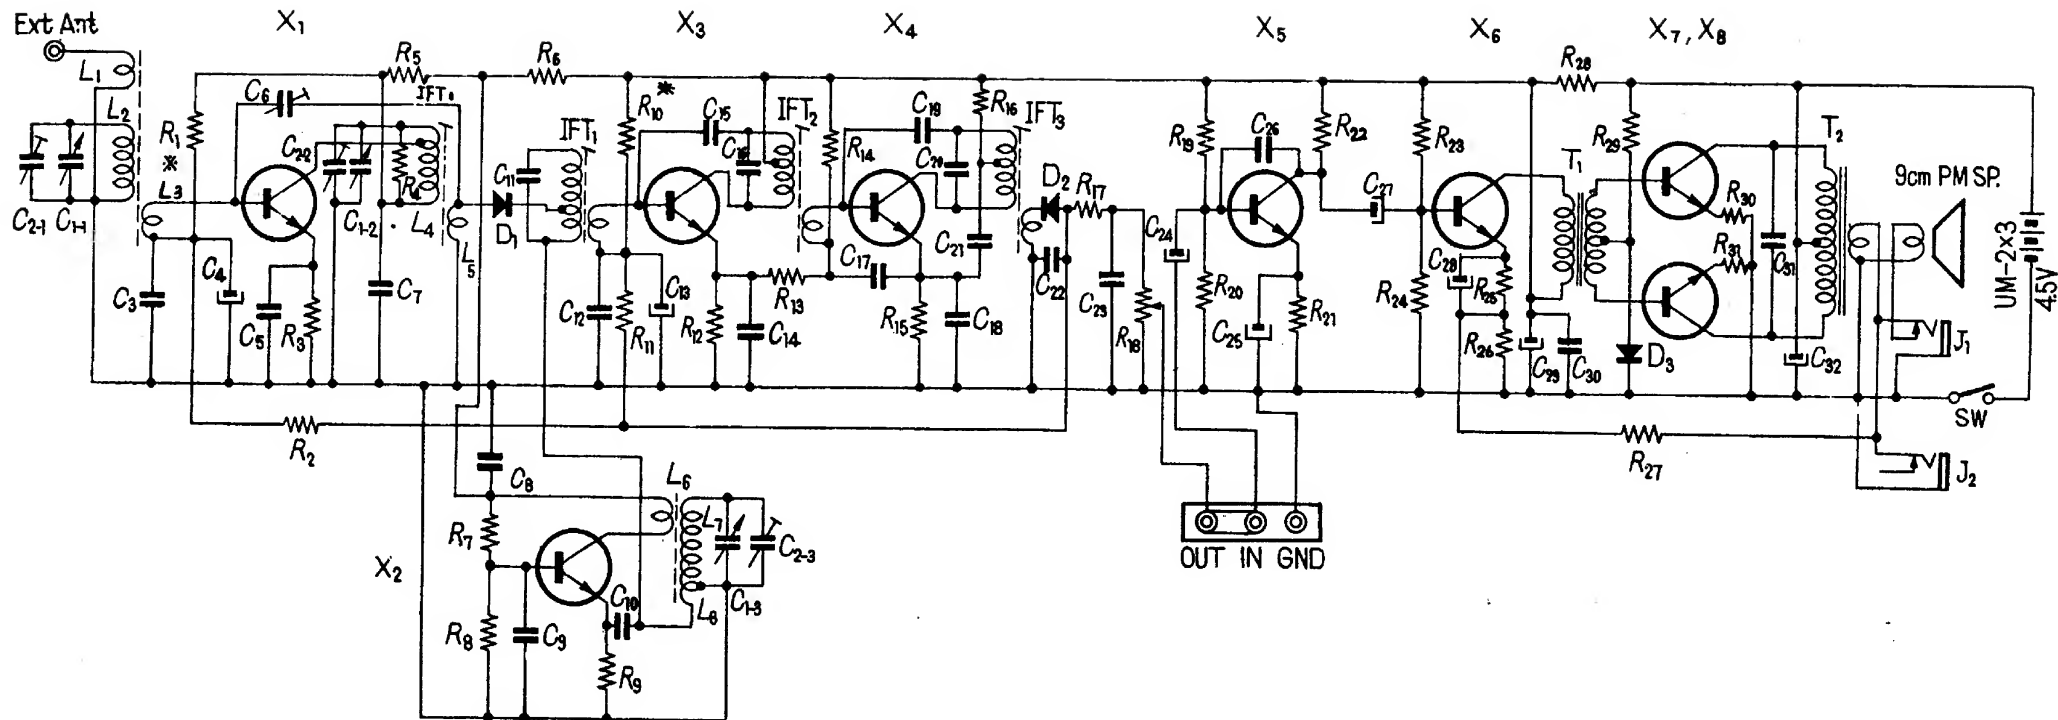 Ext Ant
X₁
X₃
X₄
X₅
X₆
X₇, X₈
L₁
L₂
R₁
*
L₃
C₂₋₁
C₁₋₁
C₃
C₄
C₅
R₃
C₆
C₂₋₂
R₅
R₄
L₄
C₁₋₂
C₇
L₅
R₆
D₁
C₁₁
IFT₁
R₁₀
*
C₁₂
R₁₁
C₁₃
C₁₅
C₁₆
IFT₂
R₁₂
C₁₄
R₁₃
R₁₄
C₁₇
C₁₉
C₂₀
R₁₆
IFT₃
C₂₁
R₁₅
C₁₈
D₂
R₁₇
C₂₂
C₂₃
R₁₈
C₂₄
R₁₉
R₂₀
C₂₆
C₂₅
R₂₁
R₂₂
C₂₇
R₂₃
R₂₄
C₂₈
R₂₅
R₂₆
T₁
C₂₉
C₃₀
R₂₈
R₂₉
D₃
R₃₀
R₃₁
C₃₁
T₂
C₃₂
9cm PM SP.
UM-2×3
4.5V
J₁
SW
J₂
R₂₇
R₂
C₈
L₆
L₇
C₂₋₃
C₁₋₃
L₈
R₇
X₂
R₈
C₉
C₁₀
R₉
OUT IN GND